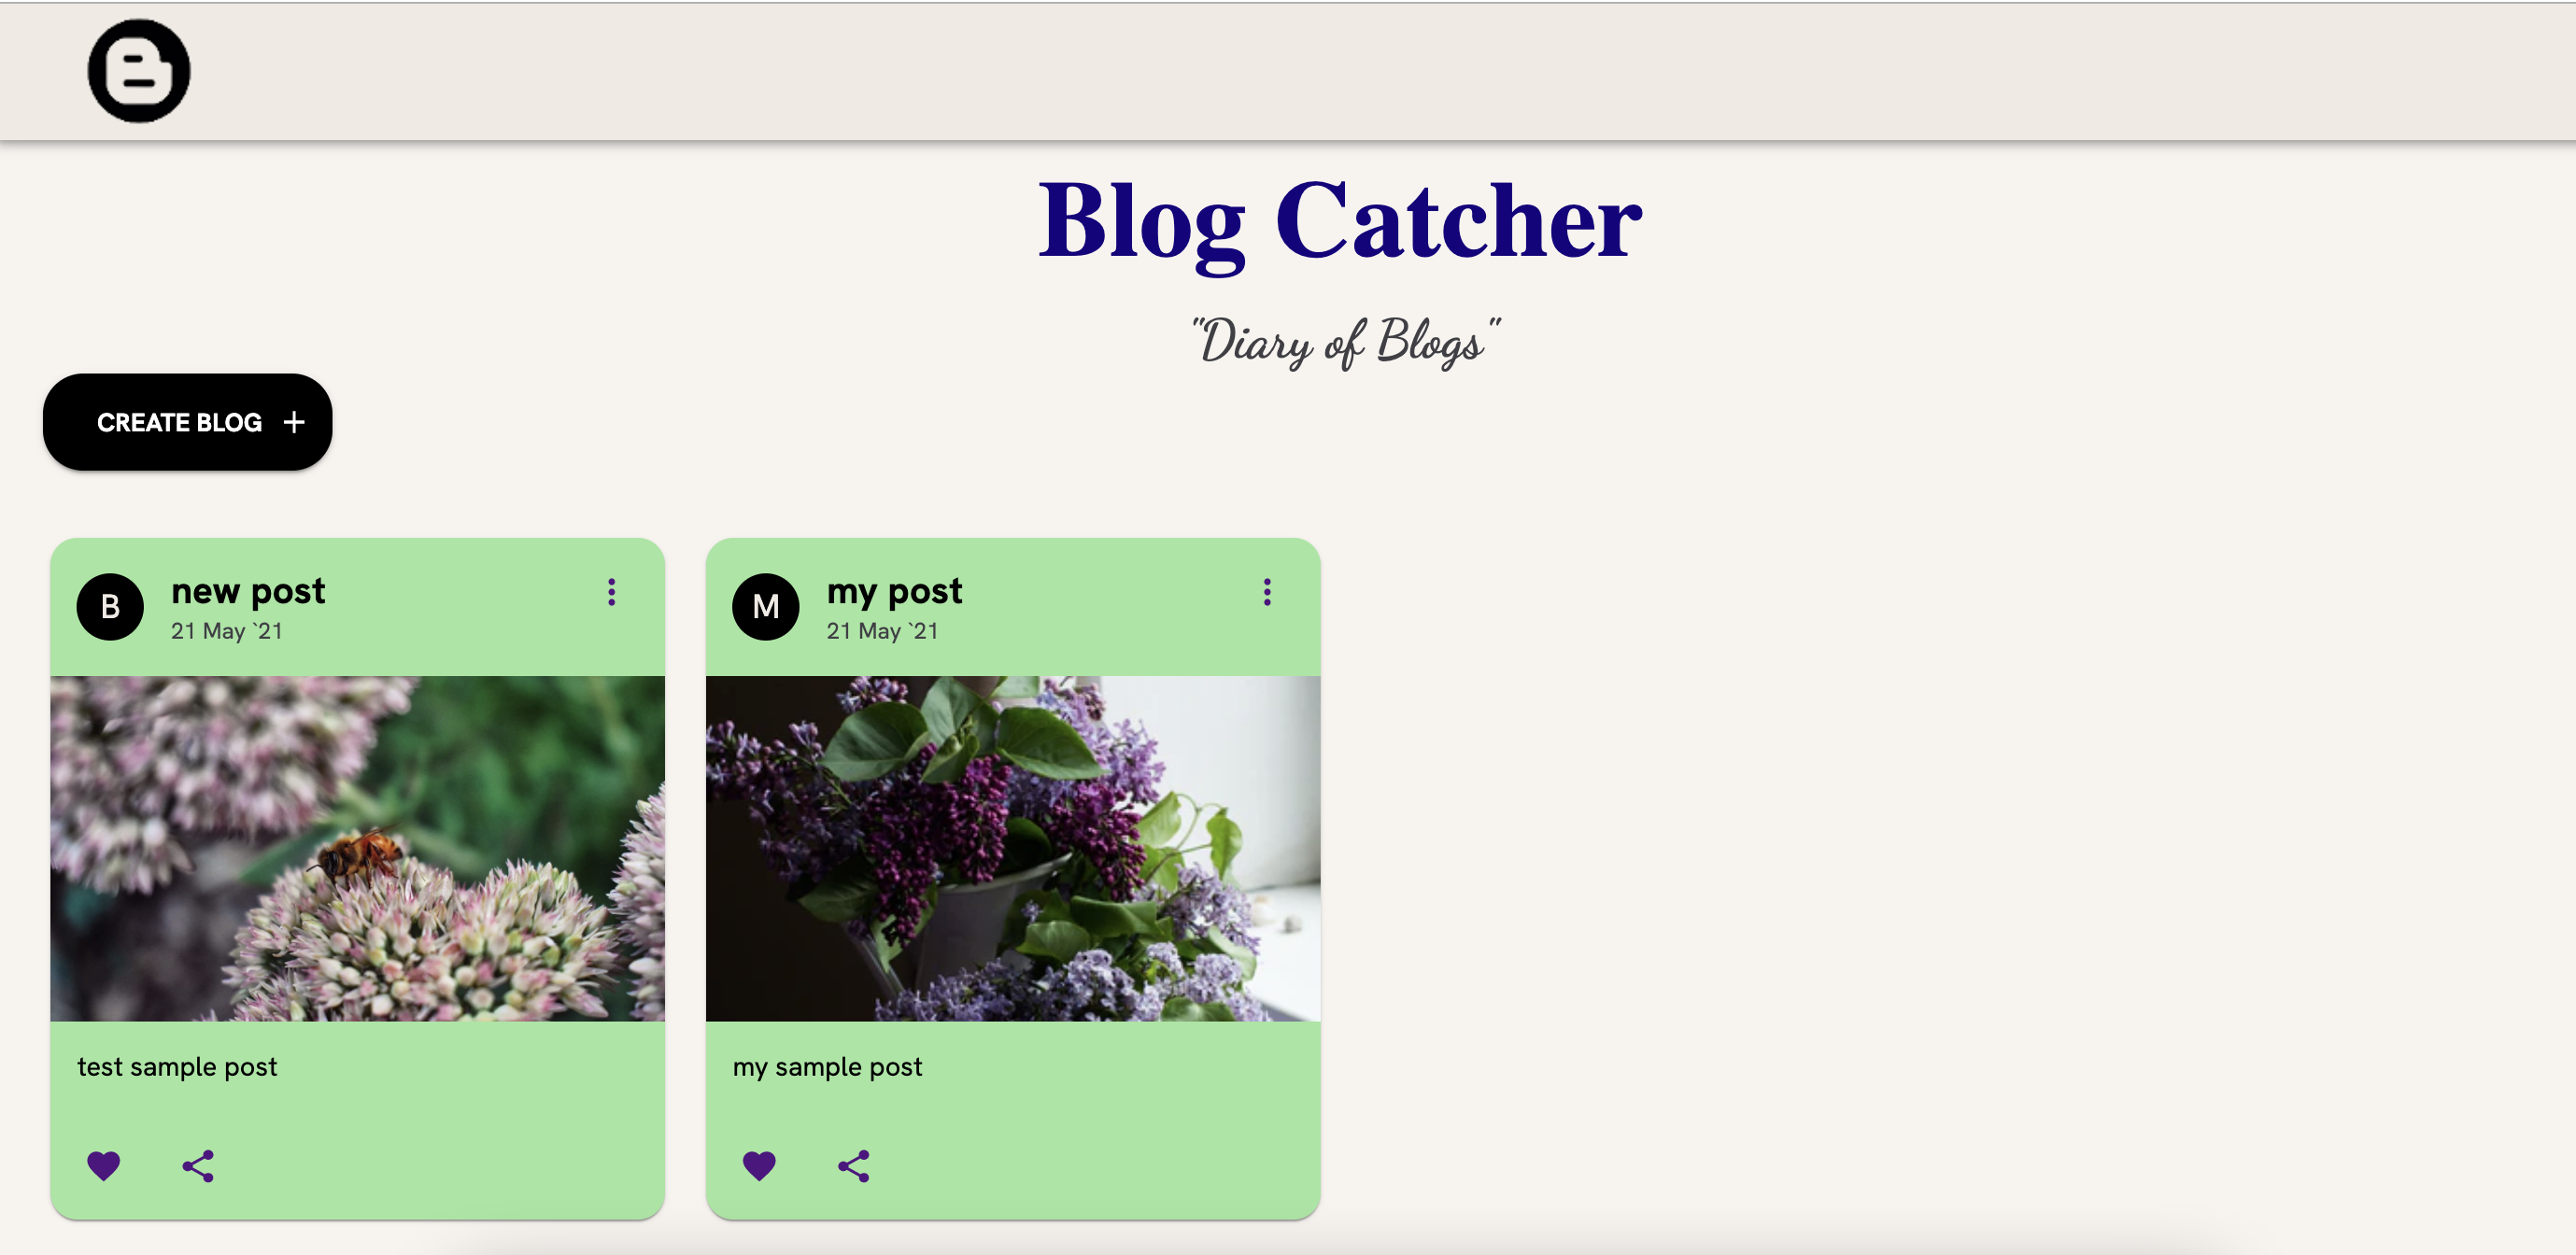 Blog Catcher
"Diary of Blogs"
CREATE BLOG +
B
new post
21 May `21
test sample post
M
my post
21 May `21
my sample post